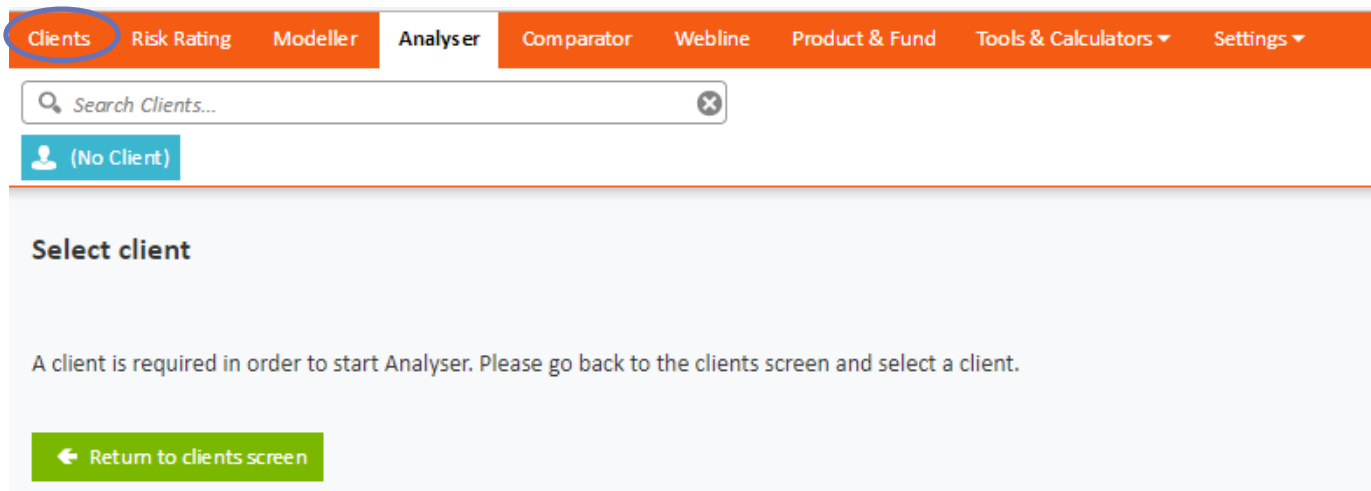 Clients Risk Rating Modeller Analyser Comparator Webline Product & Fund Tools & Calculators Settings
Search Clients...
(No Client)
Select client
A client is required in order to start Analyser. Please go back to the clients screen and select a client.
Return to clients screen